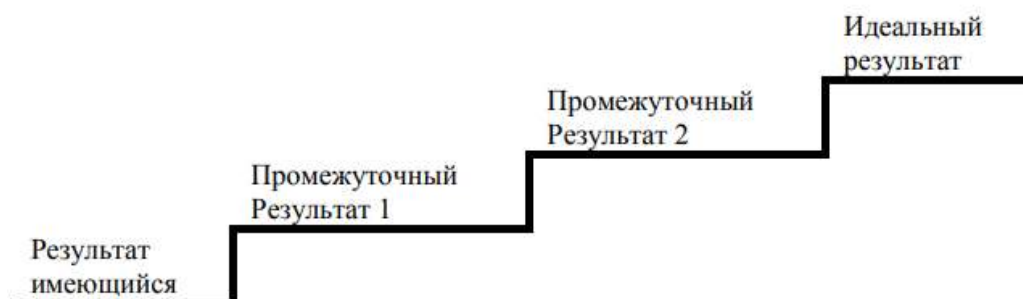 Идеальный
результат
Промежуточный
Результат 2
Промежуточный
Результат 1
Результат
имеющийся